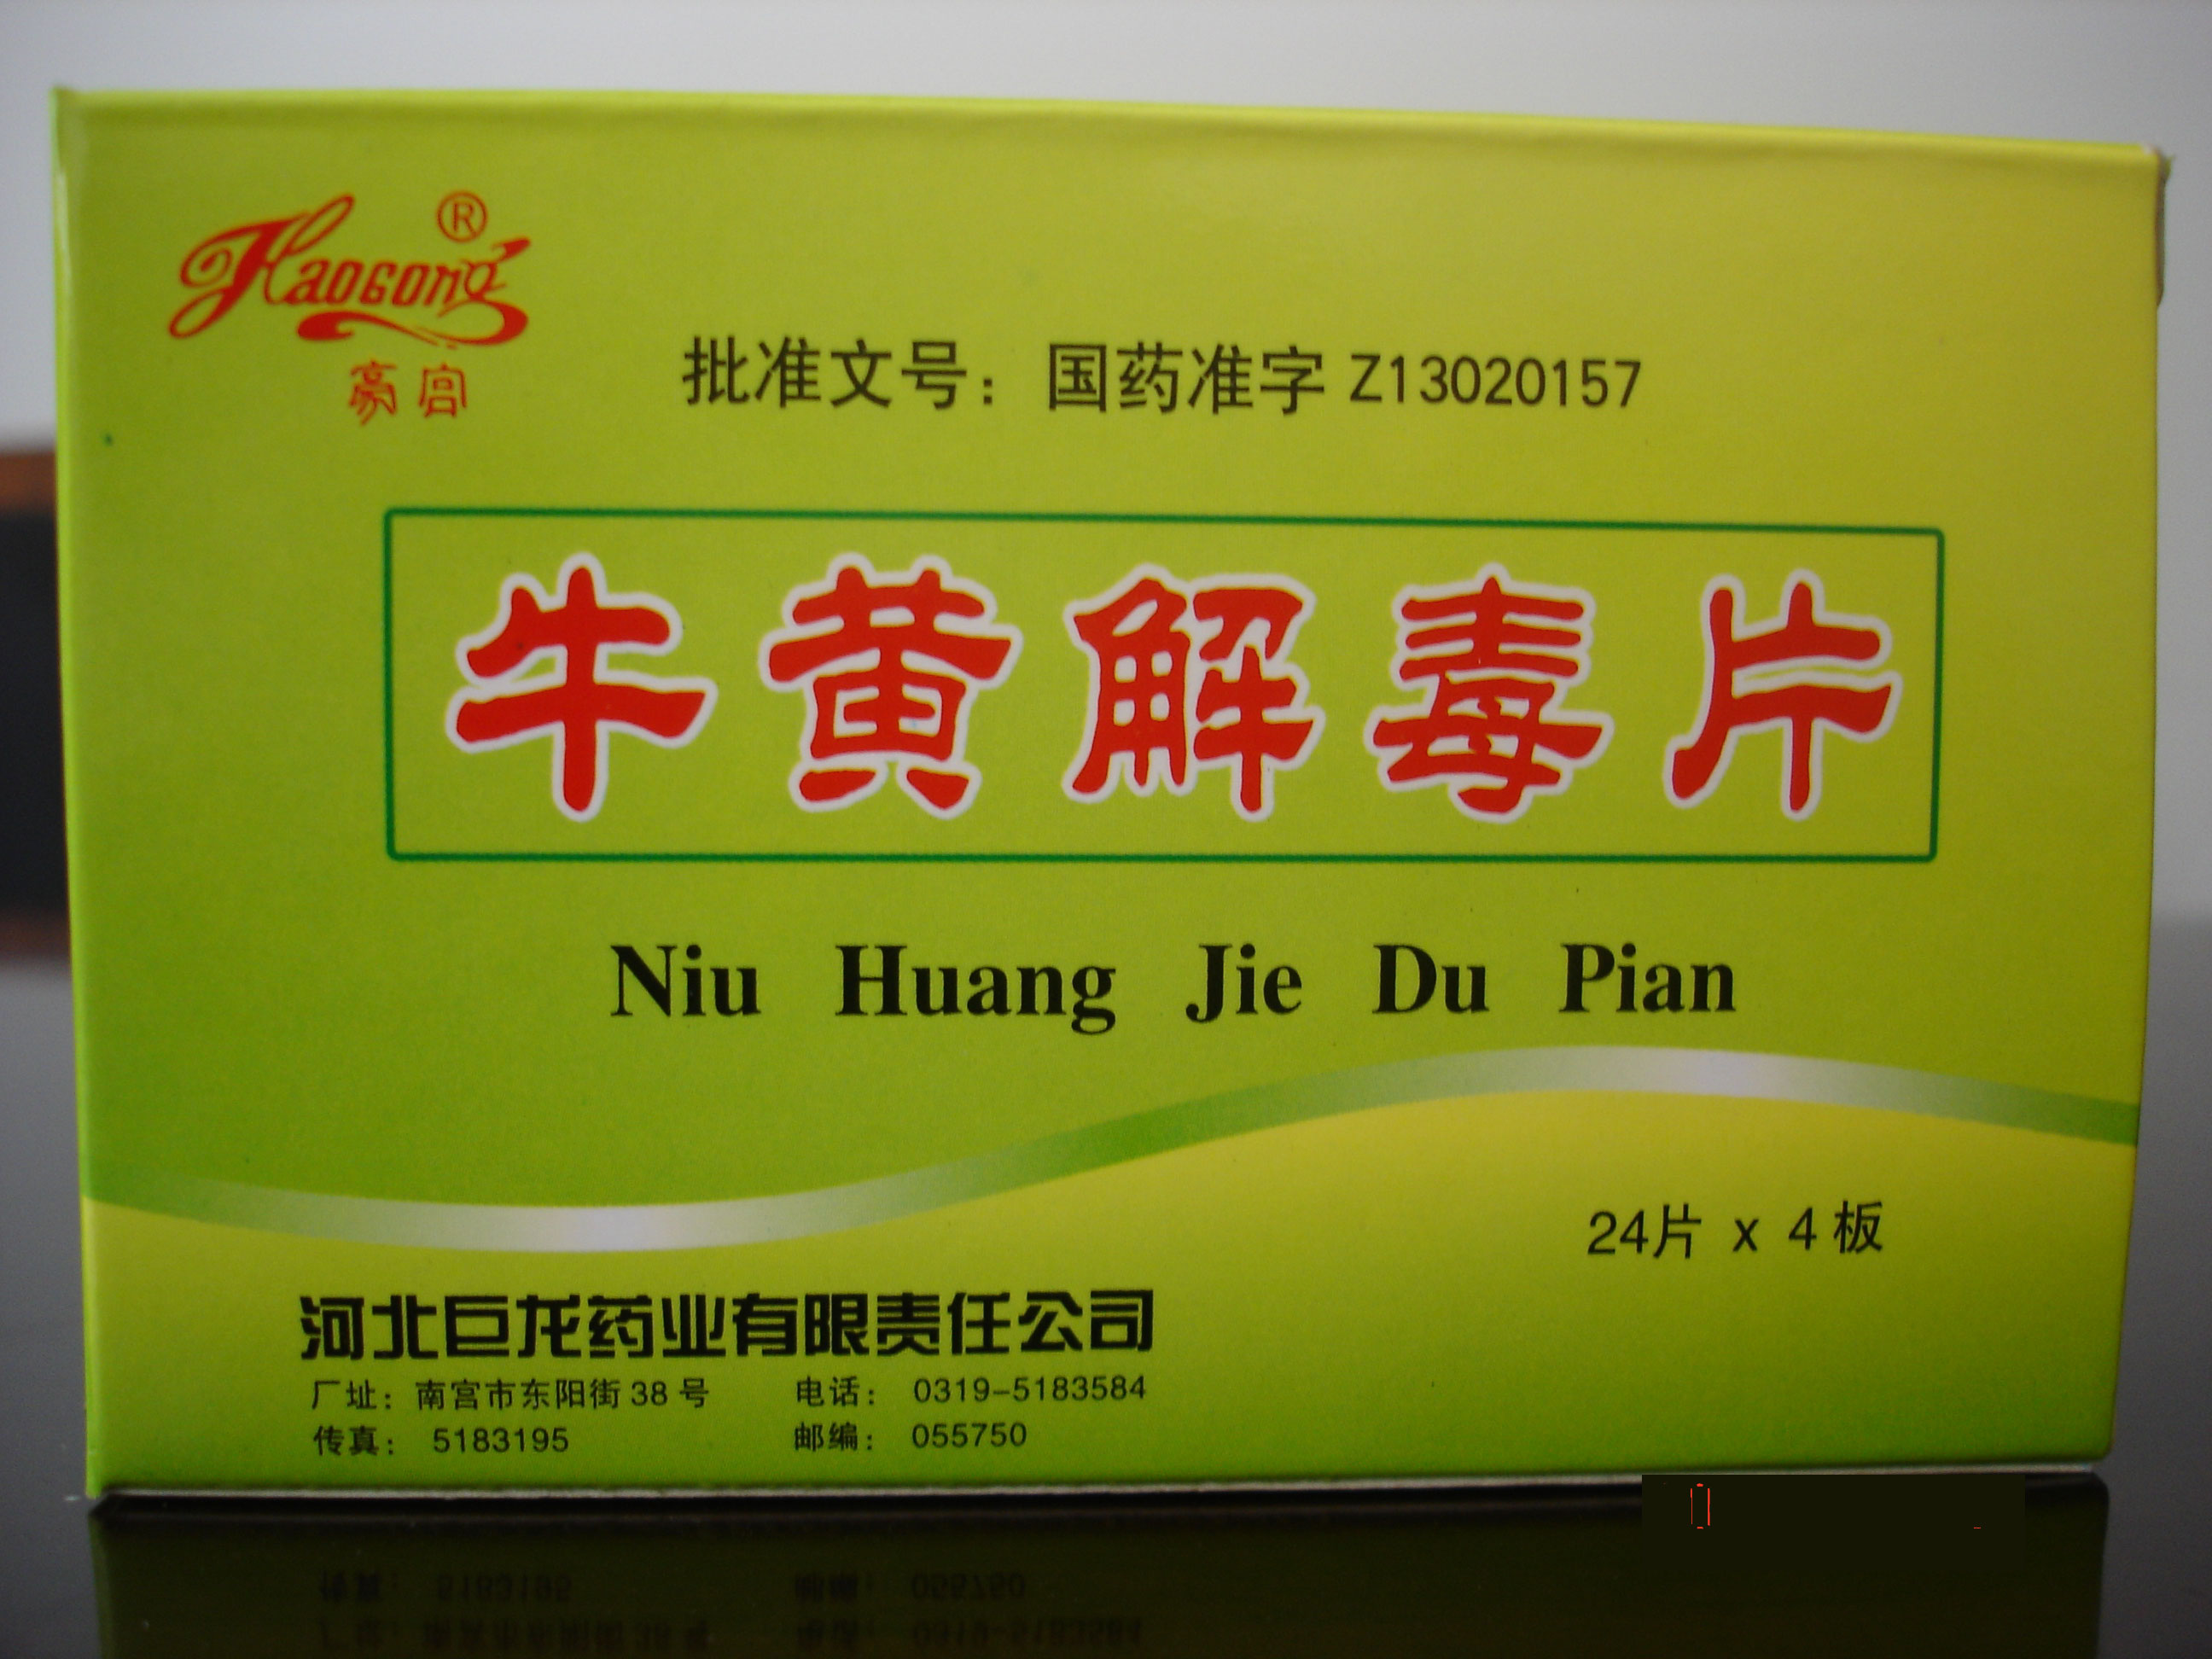 Haogong®
豪宫
批准文号：国药准字 Z13020157
牛黄解毒片
Niu Huang Jie Du Pian
24片 x 4板
河北巨龙药业有限责任公司
厂址：南宫市东阳街38号 电话：0319-5183584
传真：5183195 邮编：055750